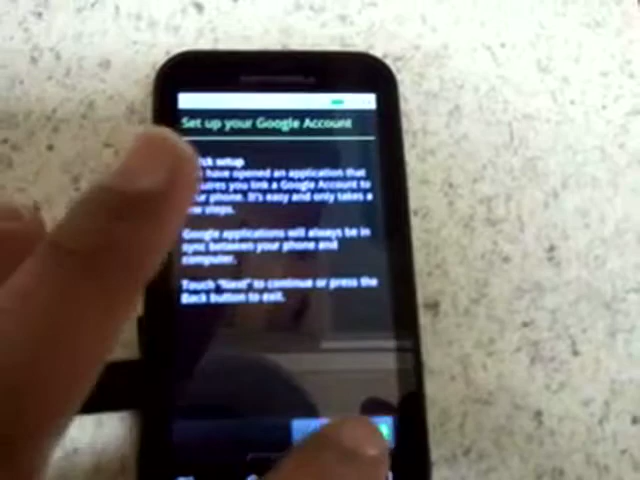 Set up your Google Account
setup
have opened an application that
you link a Google Account to
phone. It's easy and only takes a
steps.
Google applications will always be in
sync between your phone and
computer.
Touch "Next" to continue or press the
Back button to exit.